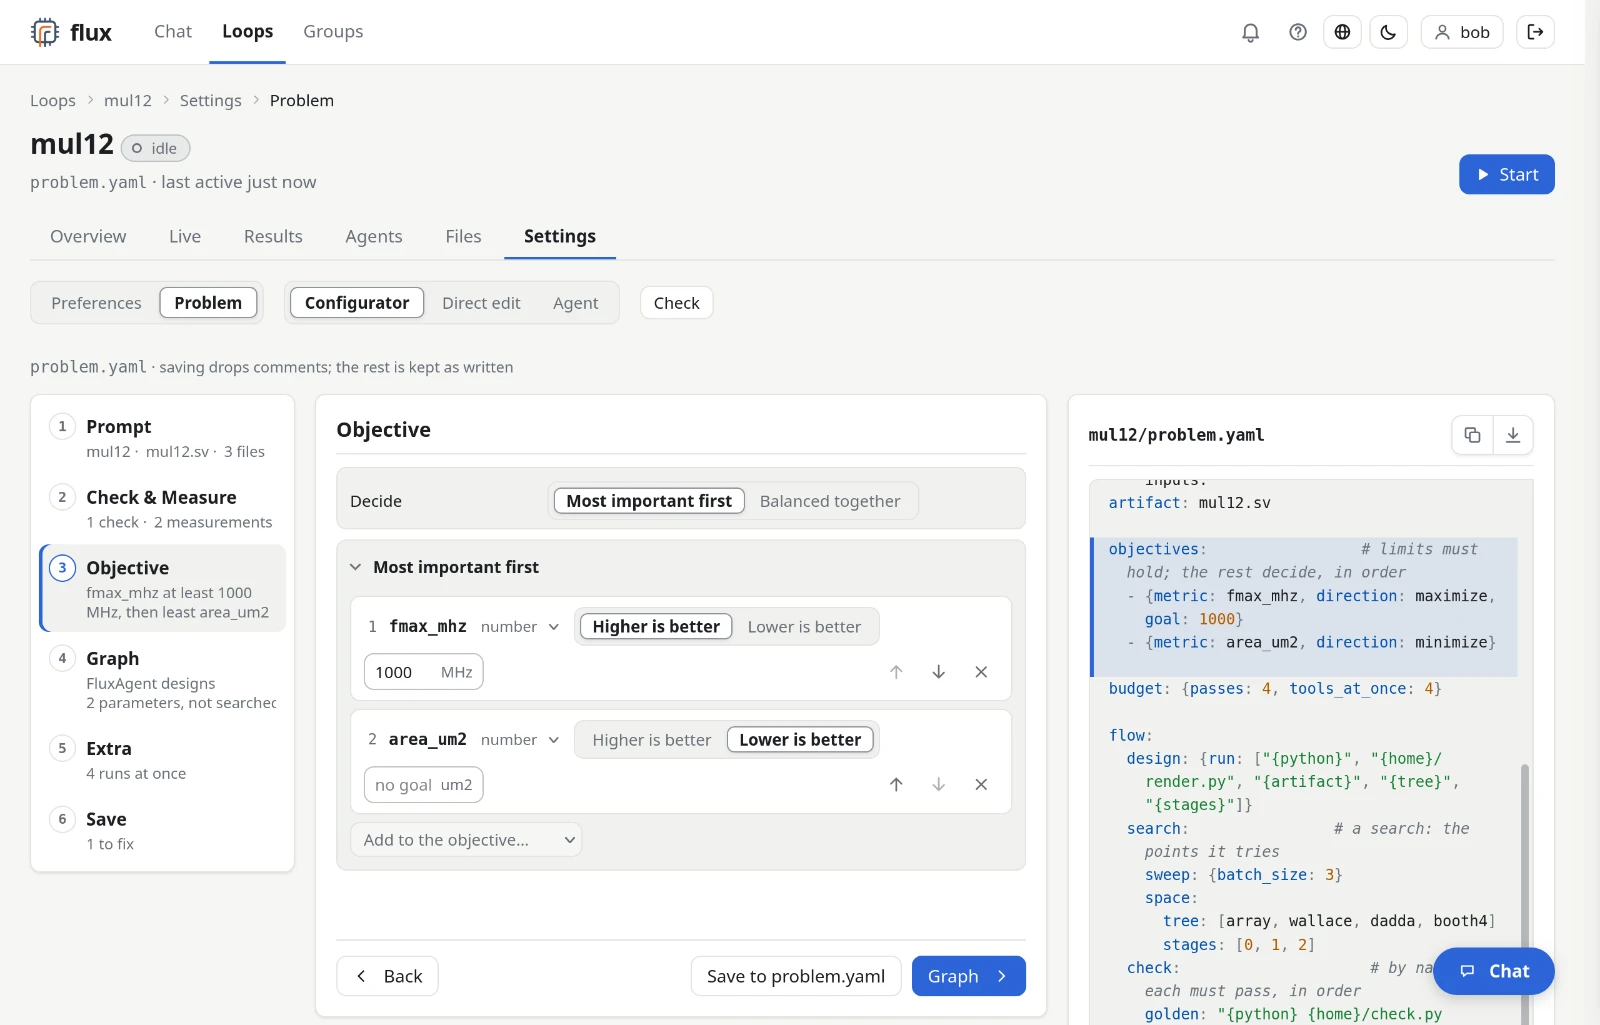 flux
Chat
Loops
Groups
bob
Loops > mul12 > Settings > Problem
mul12
idle
problem.yaml · last active just now
Start
Overview
Live
Results
Agents
Files
Settings
Preferences
Problem
Configurator
Direct edit
Agent
Check
problem.yaml · saving drops comments; the rest is kept as written
1
Prompt
mul12 · mul12.sv · 3 files
2
Check & Measure
1 check · 2 measurements
3
Objective
fmax_mhz at least 1000
MHz, then least area_um2
4
Graph
FluxAgent designs
2 parameters, not searched
5
Extra
4 runs at once
6
Save
1 to fix
Objective
Decide
Most important first
Balanced together
Most important first
1 fmax_mhz number
Higher is better
Lower is better
1000 MHz
2 area_um2 number
Higher is better
Lower is better
no goal um2
Add to the objective...
Back
Save to problem.yaml
Graph
mul12/problem.yaml
inputs:
artifact: mul12.sv
objectives: # limits must
hold; the rest decide, in order
- {metric: fmax_mhz, direction: maximize,
goal: 1000}
- {metric: area_um2, direction: minimize}
budget: {passes: 4, tools_at_once: 4}
flow:
design: {run: ["{python}", "{home}/
render.py", "{artifact}", "{tree}",
"{stages}"]}
search: # a search: the
points it tries
sweep: {batch_size: 3}
space:
tree: [array, wallace, dadda, booth4]
stages: [0, 1, 2]
check: # by na
each must pass, in order
golden: "{python} {home}/check.py
Chat